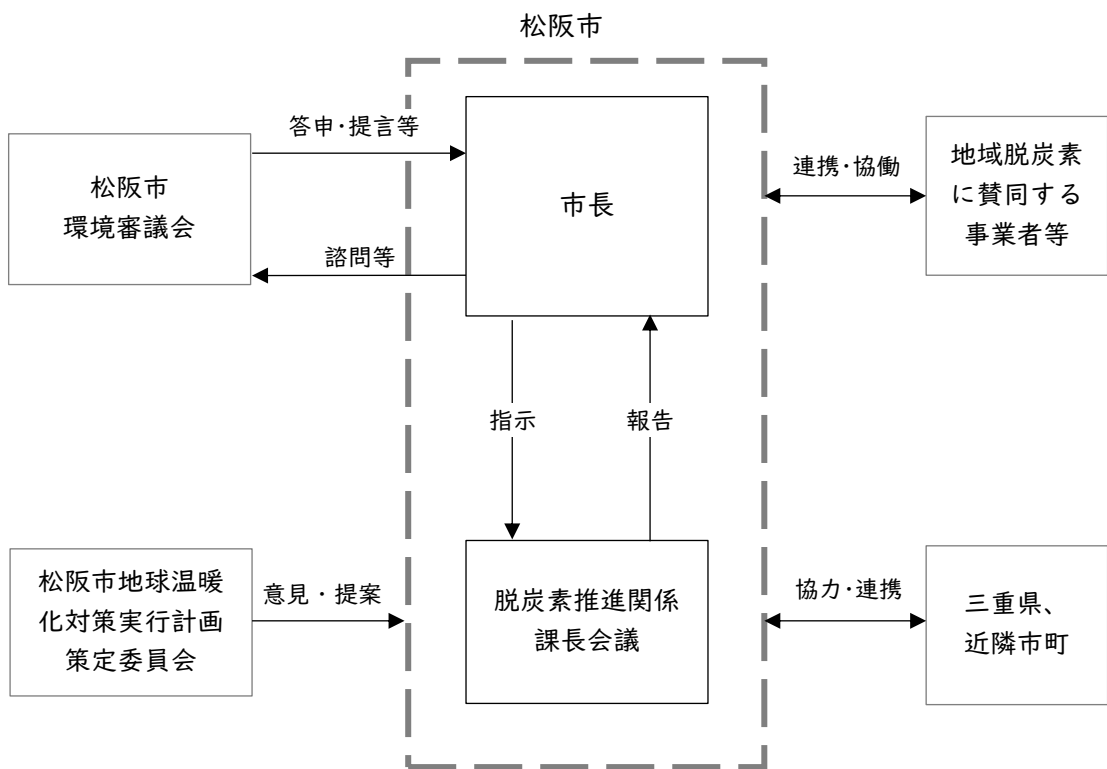 松阪市
答申・提言等
松阪市
環境審議会
諮問等
市長
連携・協働
地域脱炭素
に賛同する
事業者等
指示
報告
松阪市地球温暖
化対策実行計画
策定委員会
意見・提案
脱炭素推進関係
課長会議
協力・連携
三重県、
近隣市町